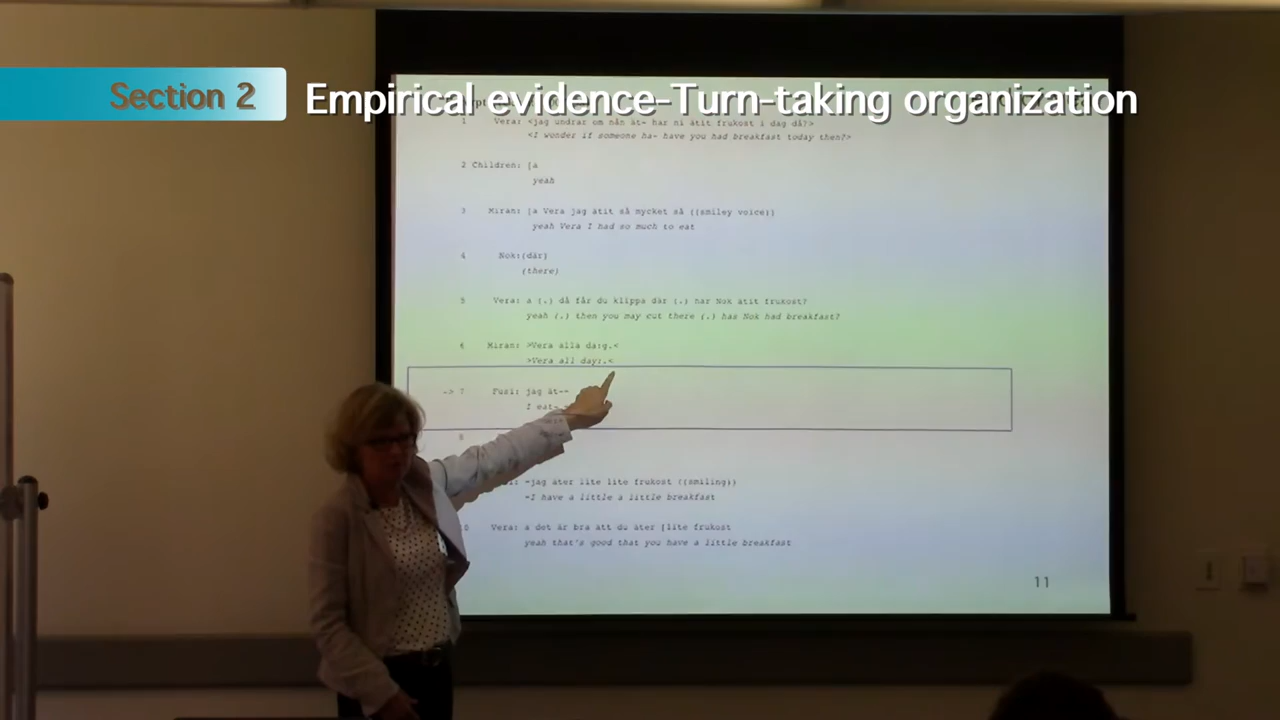 Section 2 Empirical evidence-Turn-taking organization
1 Vera: <jag undrar om nån ät- har ni ätit frukost i dag då?>
<I wonder if someone ha- have you had breakfast today then?>
2 Children: [a
yeah
3 Miran: [a Vera jag ätit så mycket så ((smiley voice))
yeah Vera I had so much to eat
4 Nok:(där)
(there)
5 Vera: a (.) då får du klippa där (.) har Nok ätit frukost?
yeah (.) then you may cut there (.) has Nok had breakfast?
6 Miran: >Vera alla da:g.<
>Vera all day:.<
-> 7 Fusi: jag ät-
I eat-
8
=jag äter lite lite frukost ((smiling))
=I have a little a little breakfast
Vera: a det är bra att du äter [lite frukost
yeah that's good that you have a little breakfast
11